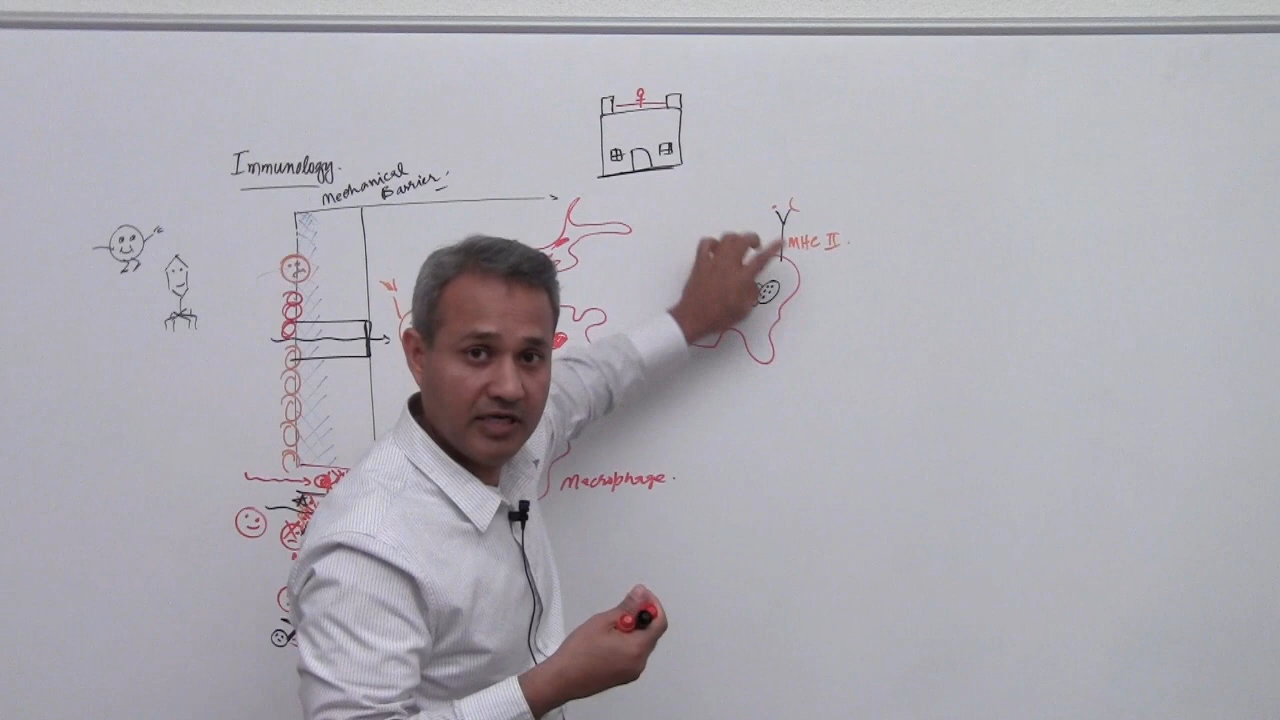 Immunology.
Mechanical
Barrier.
MHC II.
Macrophage.